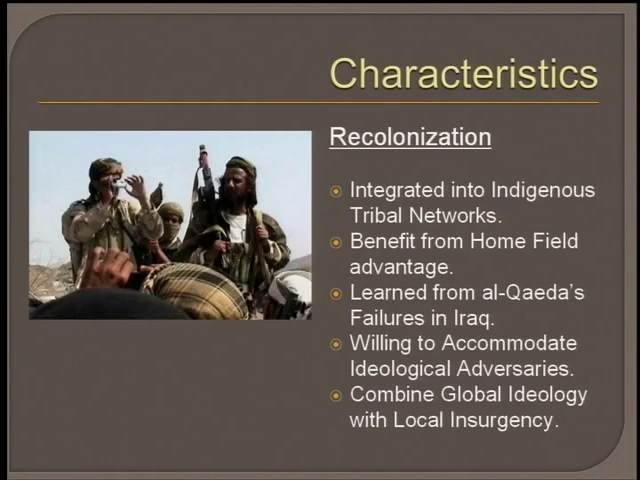 Characteristics
Recolonization
Integrated into Indigenous
Tribal Networks.
Benefit from Home Field
advantage.
Learned from al-Qaeda's
Failures in Iraq.
Willing to Accommodate
Ideological Adversaries.
Combine Global Ideology
with Local Insurgency.